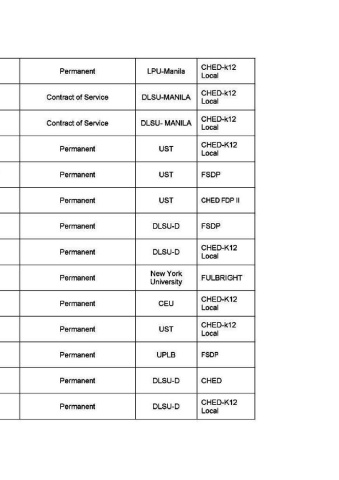 Permanent LPU-Manila CHED-k12
Local
Contract of Service DLSU-MANILA CHED-k12
Local
Contract of Service DLSU- MANILA CHED-k12
Local
Permanent UST CHED-K12
Local
Permanent UST FSDP
Permanent UST CHED FDP II
Permanent DLSU-D FSDP
Permanent DLSU-D CHED-K12
Local
Permanent New York
University FULBRIGHT
Permanent CEU CHED-K12
Local
Permanent UST CHED-k12
Local
Permanent UPLB FSDP
Permanent DLSU-D CHED
Permanent DLSU-D CHED-K12
Local